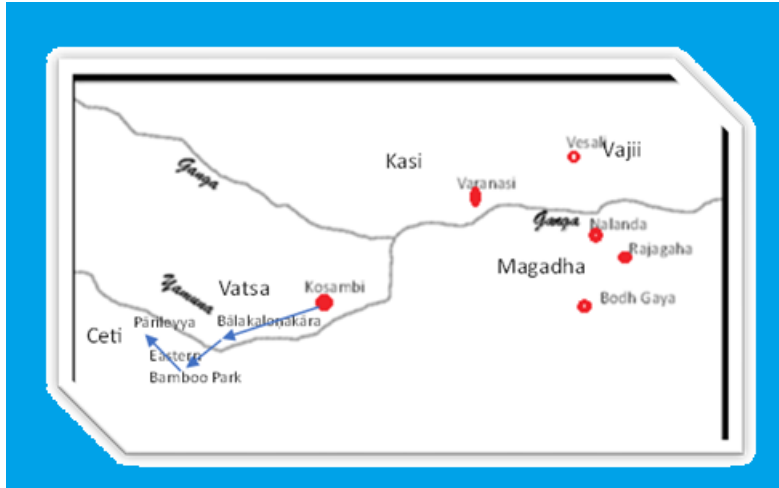 Vesali
Vajii
Kasi
Ganga
Varanasi
Ganga
Nalanda
Rajagaha
Magadha
Yamuna
Vatsa
Kosambi
Bodh Gaya
Pārileyya
Bālakaloṇakāra
Ceti
Eastern
Bamboo Park